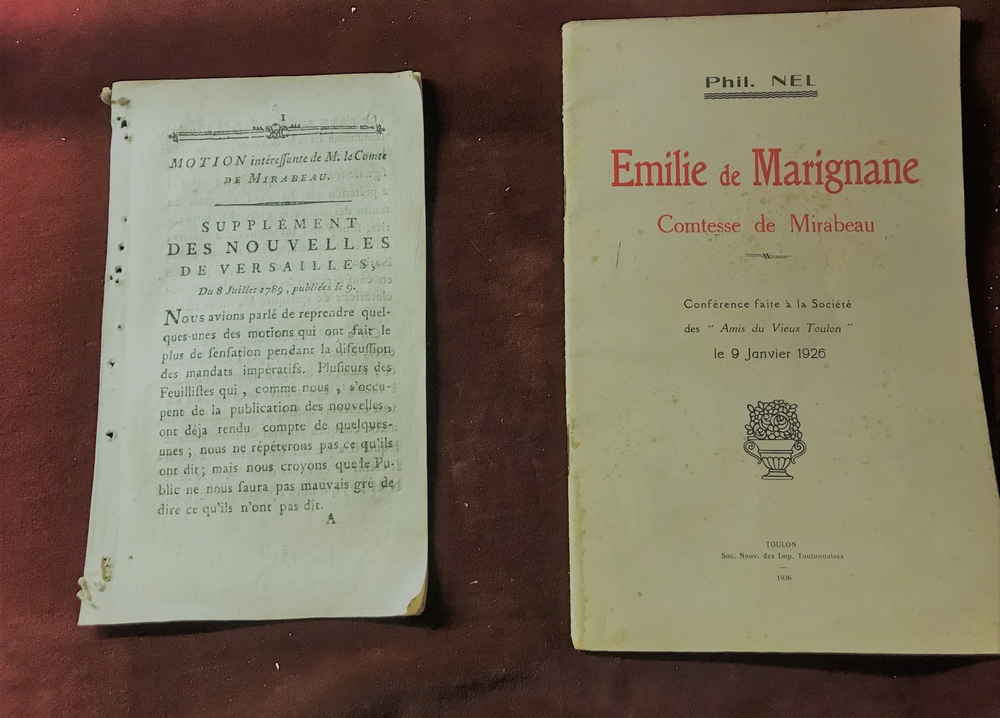 1
MOTION intéreſſante de M. le Comte
DE MIRABEAU.
SUPPLÉMENT
DES NOUVELLES
DE VERSAILLES,
Du 8 Juillet 1789, publiées le 9.
Nous avions parlé de reprendre quel-
ques-unes des motions qui ont fait le
plus de ſenſation pendant la diſcuſſion,
des mandats impératifs. Pluſieurs des
Feuilliſtes qui, comme nous, s'occu-
pent de la publication des nouvelles,
ont déja rendu compte de quelques-
unes; nous ne répéterons pas ce qu'ils
ont dit; mais nous croyons que le Pu-
blic ne nous ſaura pas mauvais gré de
dire ce qu'ils n'ont pas dit.
A
Phil. NEL
Emilie de Marignane
Comtesse de Mirabeau
Conférence faite à la Société
des “ Amis du Vieux Toulon ”
le 9 Janvier 1926
TOULON
Soc. Nouv. des Imp. Toulonnaises
1936